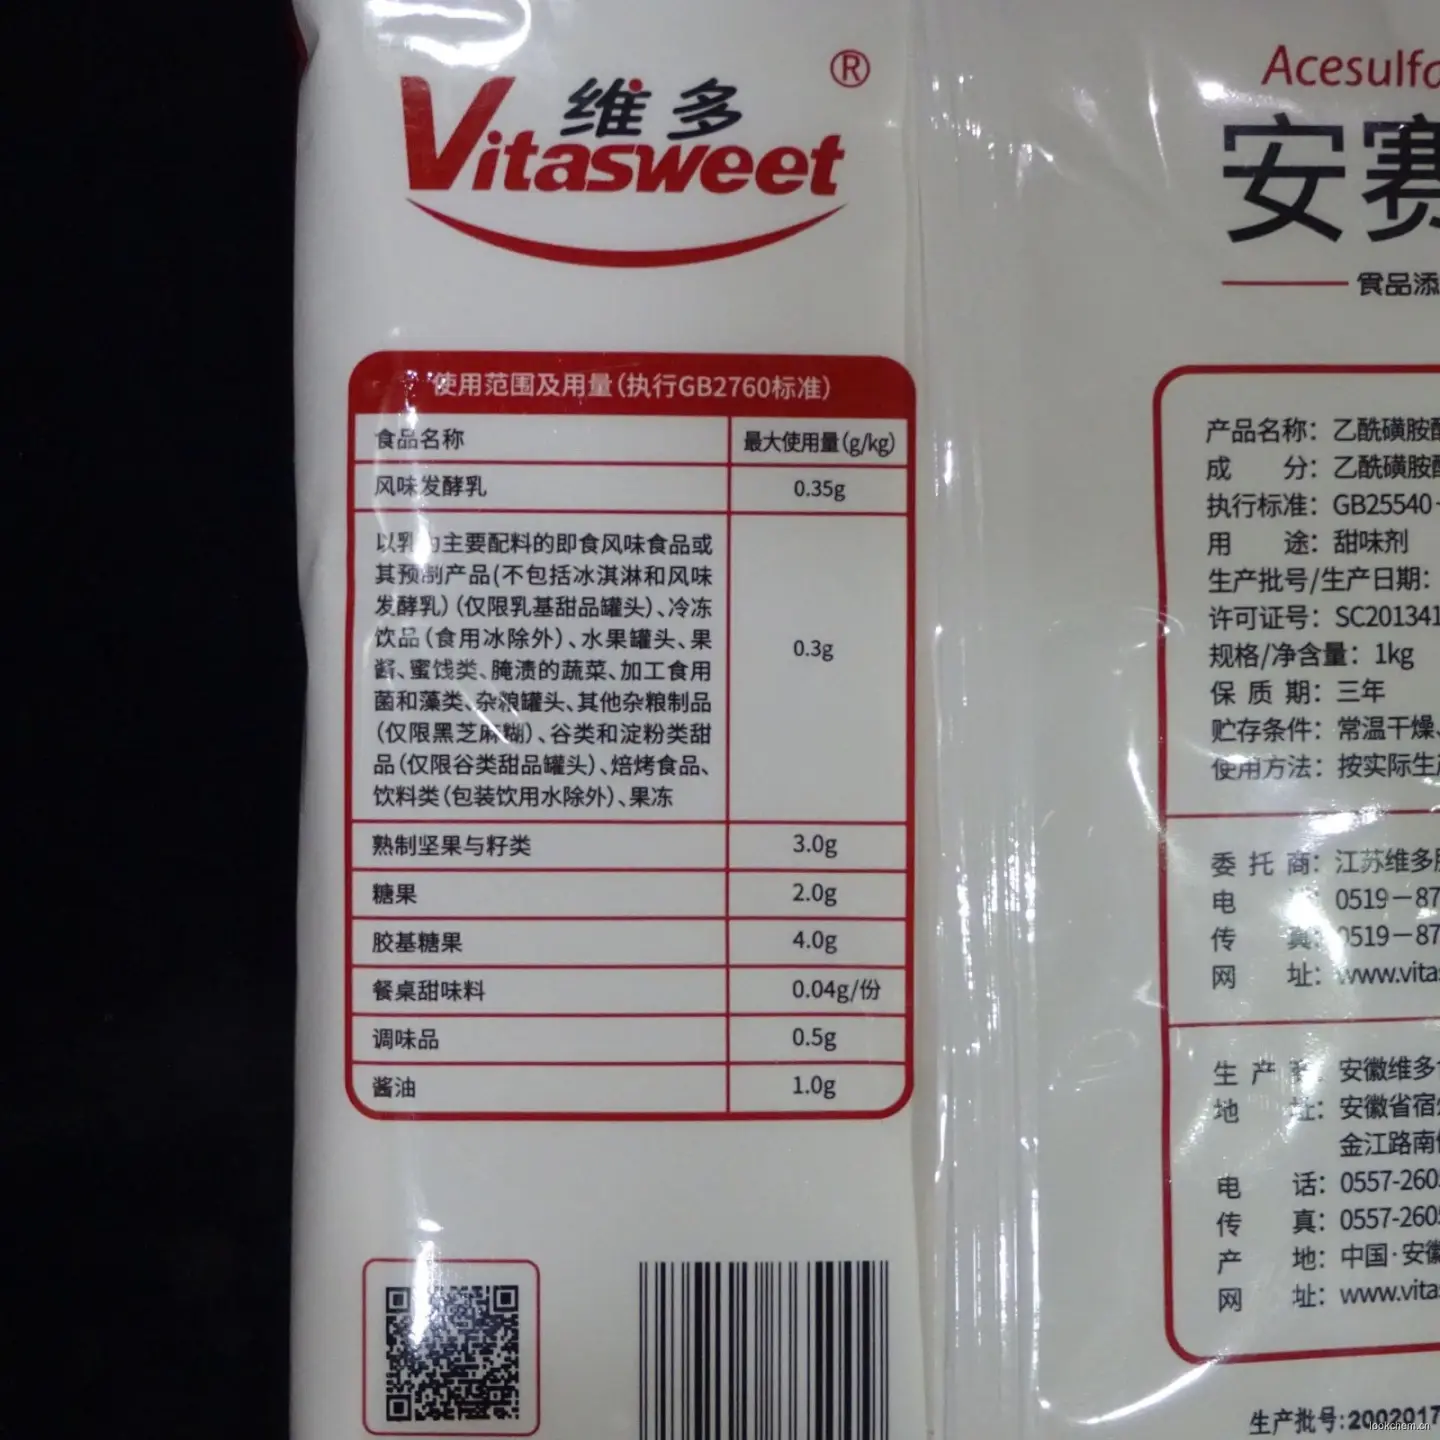 维多
Vitasweet
®
使用范围及用量(执行GB2760标准)
食品名称 最大使用量(g/kg)
风味发酵乳 0.35g
以乳为主要配料的即食风味食品或
其预制产品(不包括冰淇淋和风味
发酵乳)(仅限乳基甜品罐头)、冷冻
饮品(食用冰除外)、水果罐头、果
酱、蜜饯类、腌渍的蔬菜、加工食用
菌和藻类、杂粮罐头、其他杂粮制品
(仅限黑芝麻糊)、谷类和淀粉类甜
品(仅限谷类甜品罐头)、焙烤食品、
饮料类(包装饮用水除外)、果冻
0.3g
熟制坚果与籽类 3.0g
糖果 2.0g
胶基糖果 4.0g
餐桌甜味料 0.04g/份
调味品 0.5g
酱油 1.0g
Acesulfa
安赛
食品添
产品名称：乙酰磺胺酸
成 分：乙酰磺胺酸
执行标准：GB25540-
用 途：甜味剂
生产批号/生产日期：
许可证号：SC201341
规格/净含量：1kg
保 质 期：三年
贮存条件：常温干燥、
使用方法：按实际生产
委 托 商：江苏维多
电 ：0519－87
传 真：0519－87
网 址：www.vita
生 产 ：安徽维多
地 址：安徽省宿
金江路南
电 话：0557-260
传 真：0557-260
产 地：中国·安徽
网 址：www.vita
生产批号:2002017
lookchem.cn